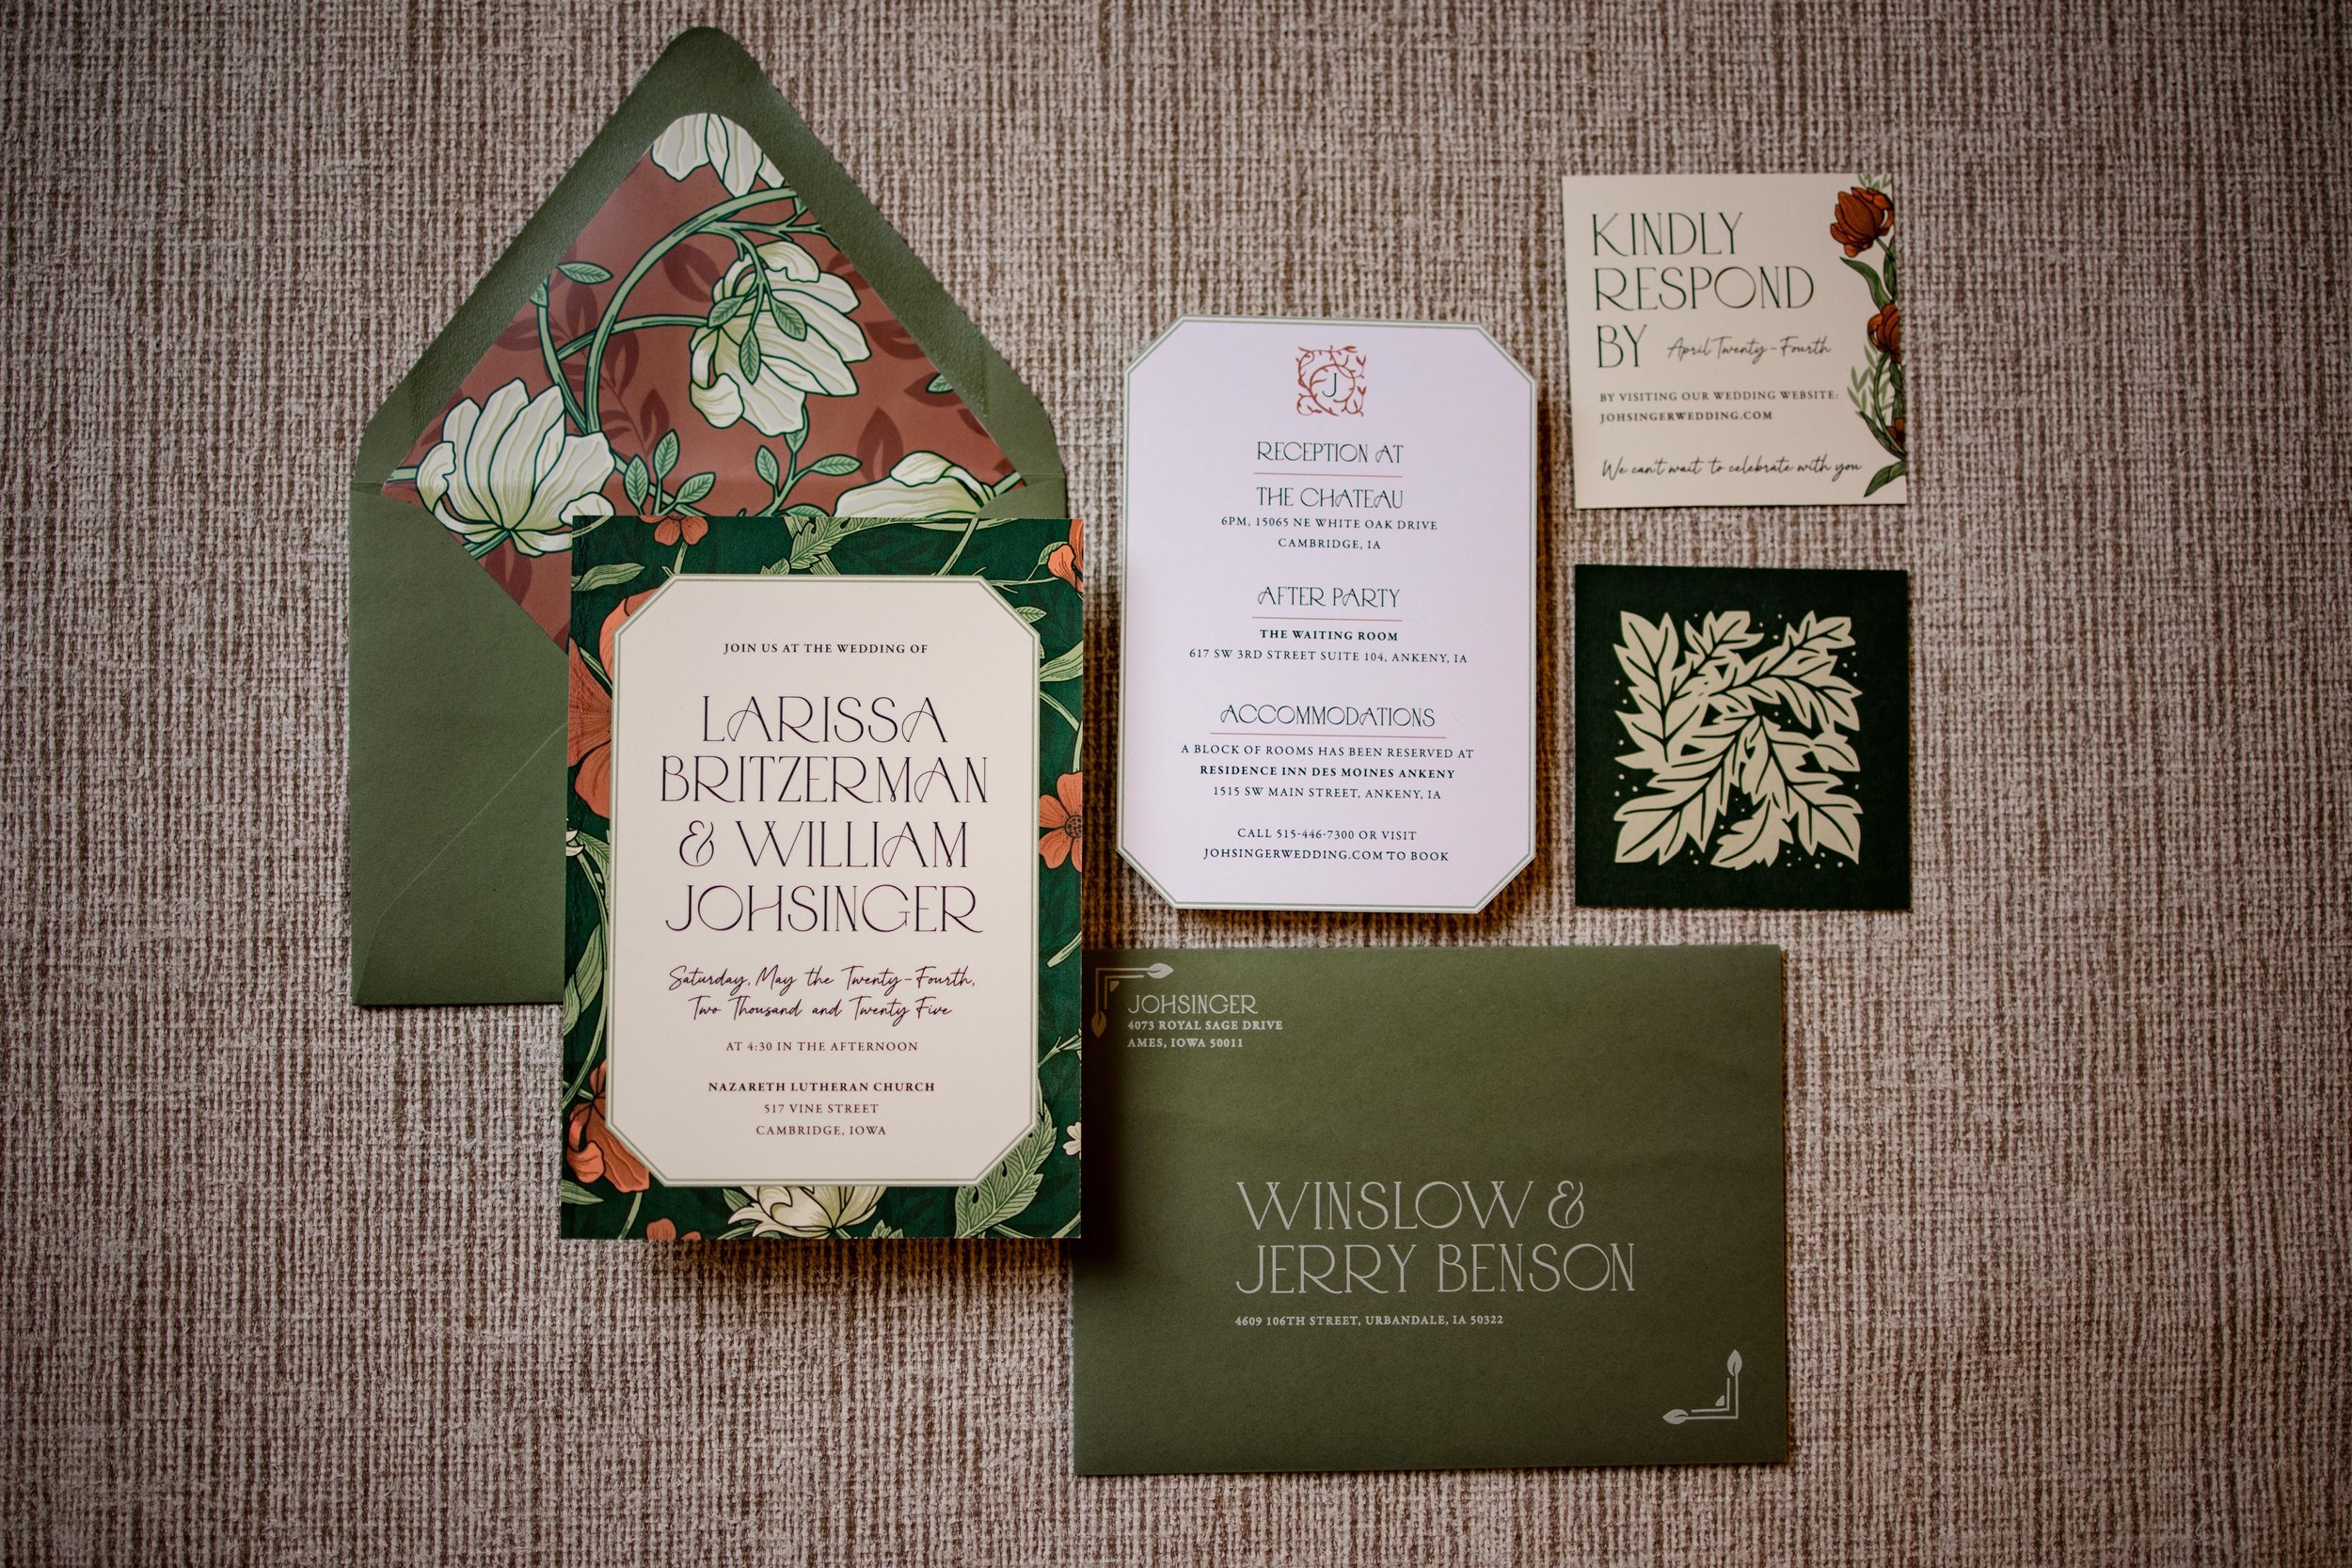 JOIN US AT THE WEDDING OF
LARISSA
BRITZERMAN
& WILLIAM
JOHSINGER
Saturday, May the Twenty-Fourth,
Two Thousand and Twenty Five
AT 4:30 IN THE AFTERNOON
NAZARETH LUTHERAN CHURCH
517 VINE STREET
CAMBRIDGE, IOWA
J
RECEPTION AT
THE CHATEAU
6PM, 15065 NE WHITE OAK DRIVE
CAMBRIDGE, IA
AFTER PARTY
THE WAITING ROOM
617 SW 3RD STREET SUITE 104, ANKENY, IA
ACCOMMODATIONS
A BLOCK OF ROOMS HAS BEEN RESERVED AT
RESIDENCE INN DES MOINES ANKENY
1515 SW MAIN STREET, ANKENY, IA
CALL 515-446-7300 OR VISIT
JOHSINGERWEDDING.COM TO BOOK
KINDLY
RESPOND
BY April Twenty-Fourth
BY VISITING OUR WEDDING WEBSITE:
JOHSINGERWEDDING.COM
We can't wait to celebrate with you
JOHSINGER
4073 ROYAL SAGE DRIVE
AMES, IOWA 50011
WINSLOW &
JERRY BENSON
4609 106TH STREET, URBANDALE, IA 50322